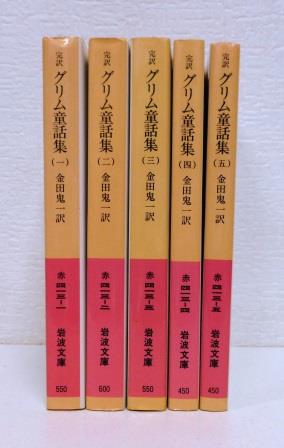 完訳 グリム童話集(一) 金田鬼一訳
赤 四一三-一
岩波文庫
550
完訳 グリム童話集(二) 金田鬼一訳
赤 四一三-二
岩波文庫
600
完訳 グリム童話集(三) 金田鬼一訳
赤 四一三-三
岩波文庫
550
完訳 グリム童話集(四) 金田鬼一訳
赤 四一三-四
岩波文庫
450
完訳 グリム童話集(五) 金田鬼一訳
赤 四一三-五
岩波文庫
450